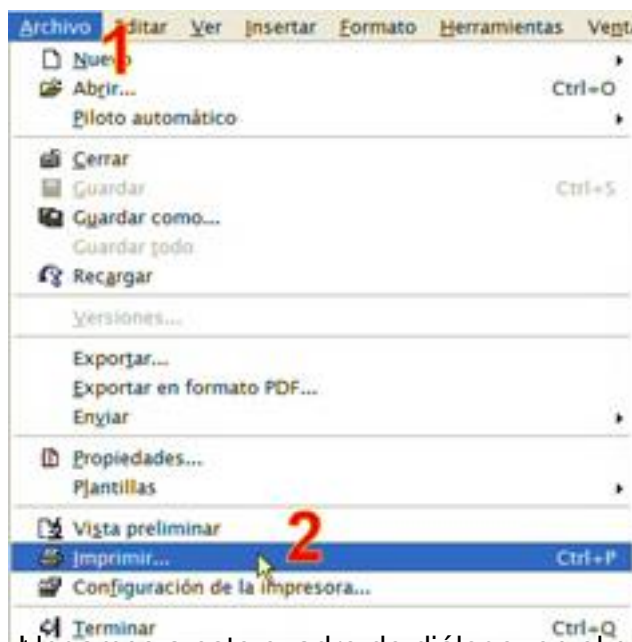 Archivo Editar Ver Insertar Formato Herramientas Vent
1
Nuevo
Abrir... Ctrl+O
Piloto automático
Cerrar
Guardar Ctrl+S
Guardar como...
Guardar todo
Recargar
Versiones...
Exportar...
Exportar en formato PDF...
Enviar
Propiedades...
Plantillas
Vista preliminar
2
Imprimir... Ctrl+P
Configuración de la impresora...
Terminar Ctrl+Q